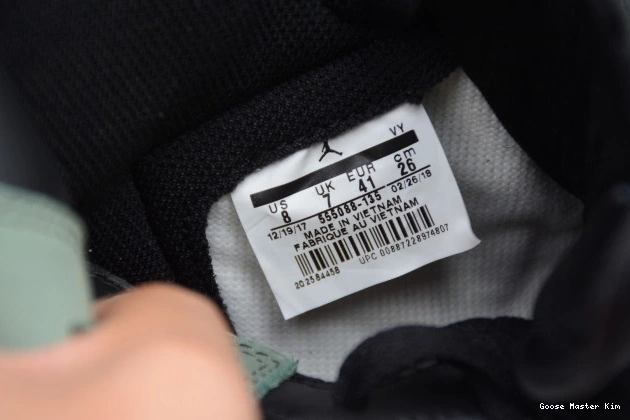 VY
US UK EUR cm
8 7 41 26
12/19/17 555088-135 02/26/18
MADE IN VIETNAM
FABRIQUE AU VIETNAM
202584458 UPC 00887228974807
Goose Master Kim